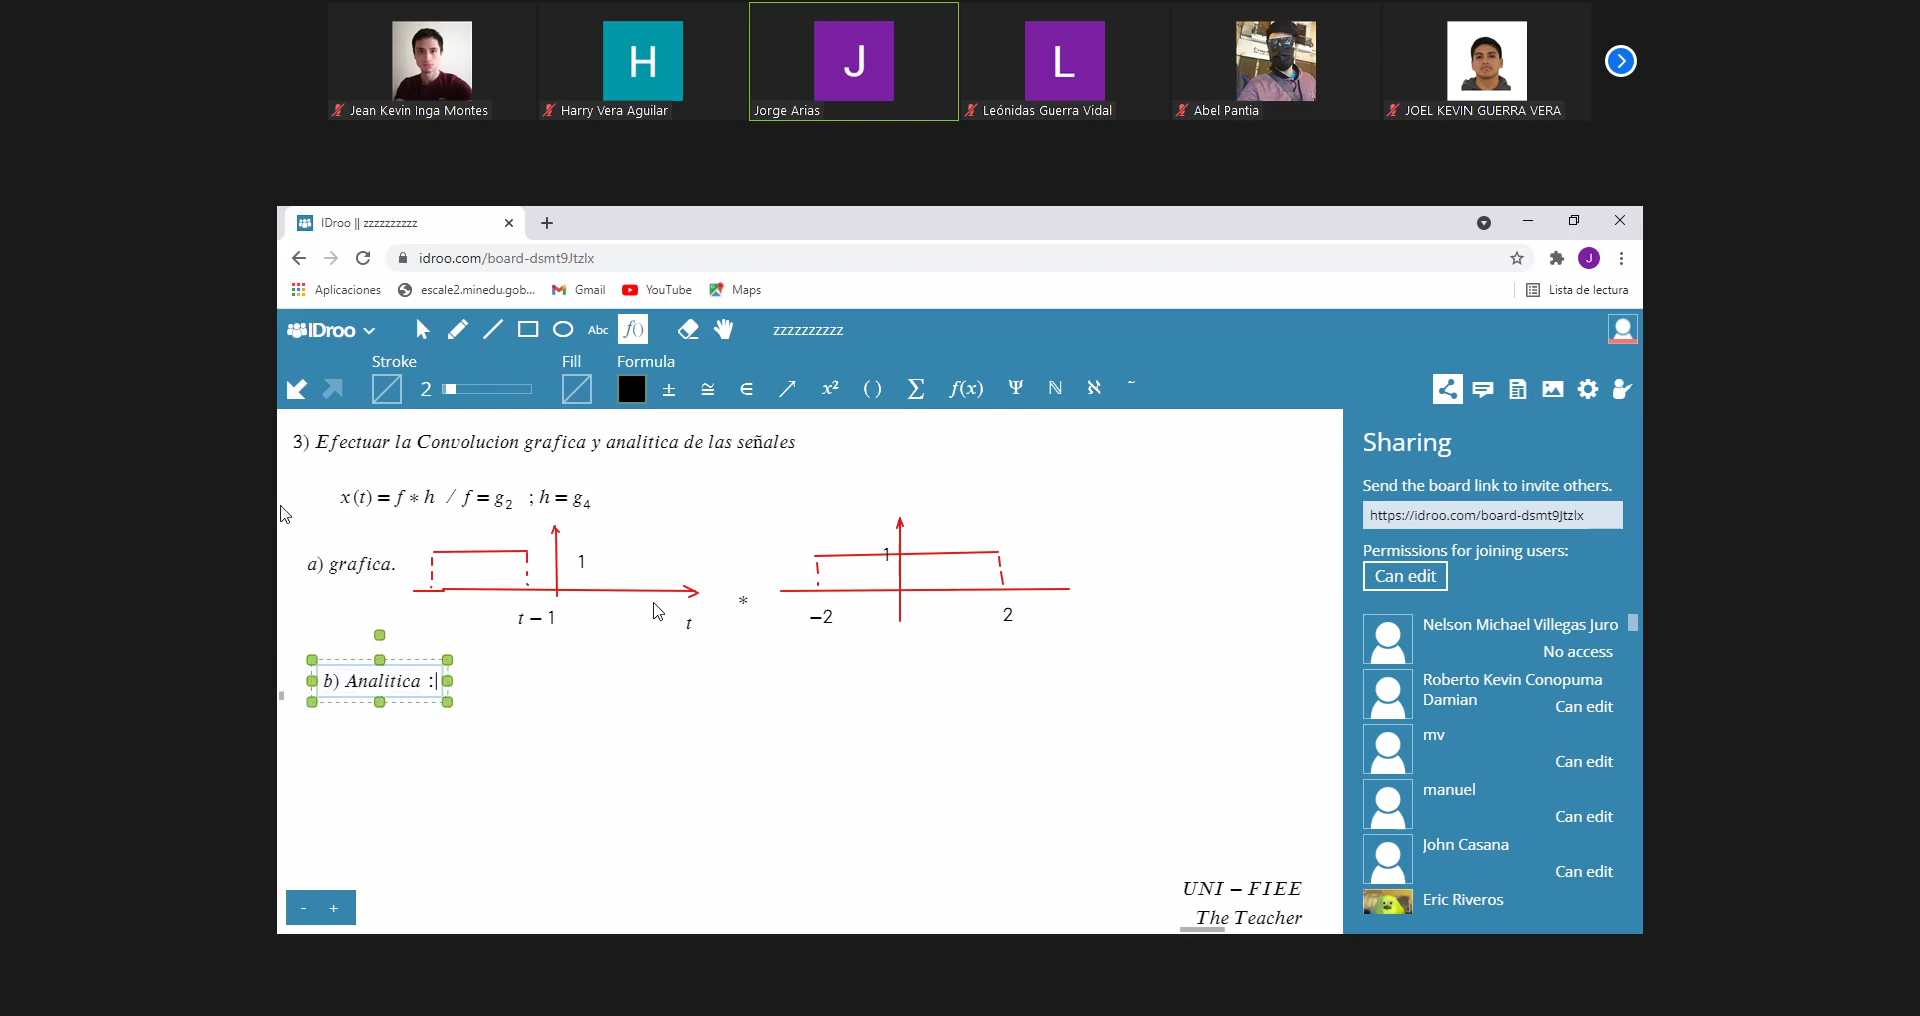 H
J
L
Jean Kevin Inga Montes
Harry Vera Aguilar
Jorge Arias
Leónidas Guerra Vidal
Abel Pantia
JOEL KEVIN GUERRA VERA
IDroo || zzzzzzzzzz
idroo.com/board-dsmt9Jtzlx
J
Aplicaciones
escale2.minedu.gob...
Gmail
YouTube
Maps
Lista de lectura
IDroo
Abc
f()
zzzzzzzzzz
Stroke
Fill
Formula
2
± ≅ ∈ x² ( ) ∑ f(x) Ψ ℕ ℵ ~
3) Efectuar la Convolucion grafica y analitica de las señales
x(t) = f * h / f = g₂ ; h = g₄
a) grafica.
1
t − 1
t
*
1
−2
2
b) Analitica :
UNI − FIEE
The Teacher
- +
Sharing
Send the board link to invite others.
https://idroo.com/board-dsmt9Jtzlx
Permissions for joining users:
Can edit
Nelson Michael Villegas Juro
No access
Roberto Kevin Conopuma
Damian
Can edit
mv
Can edit
manuel
Can edit
John Casana
Can edit
Eric Riveros